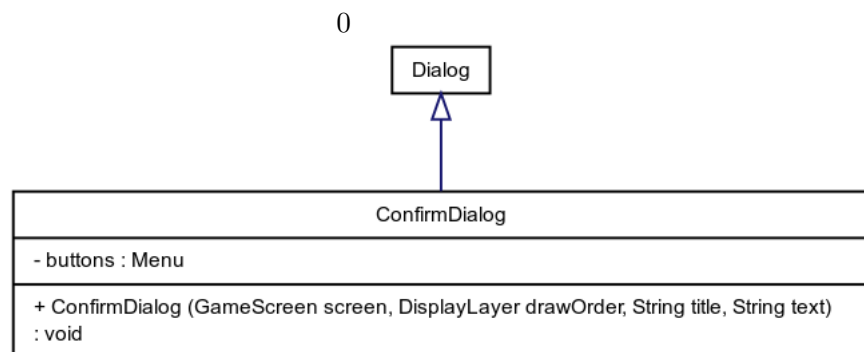 0
Dialog
ConfirmDialog
- buttons : Menu
+ ConfirmDialog (GameScreen screen, DisplayLayer drawOrder, String title, String text)
: void